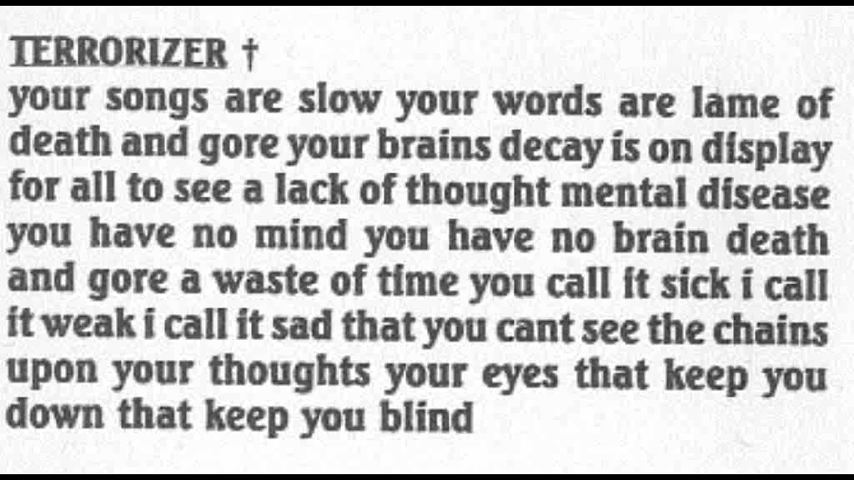 TERRORIZER †
your songs are slow your words are lame of
death and gore your brains decay is on display
for all to see a lack of thought mental disease
you have no mind you have no brain death
and gore a waste of time you call it sick i call
it weak i call it sad that you cant see the chains
upon your thoughts your eyes that keep you
down that keep you blind